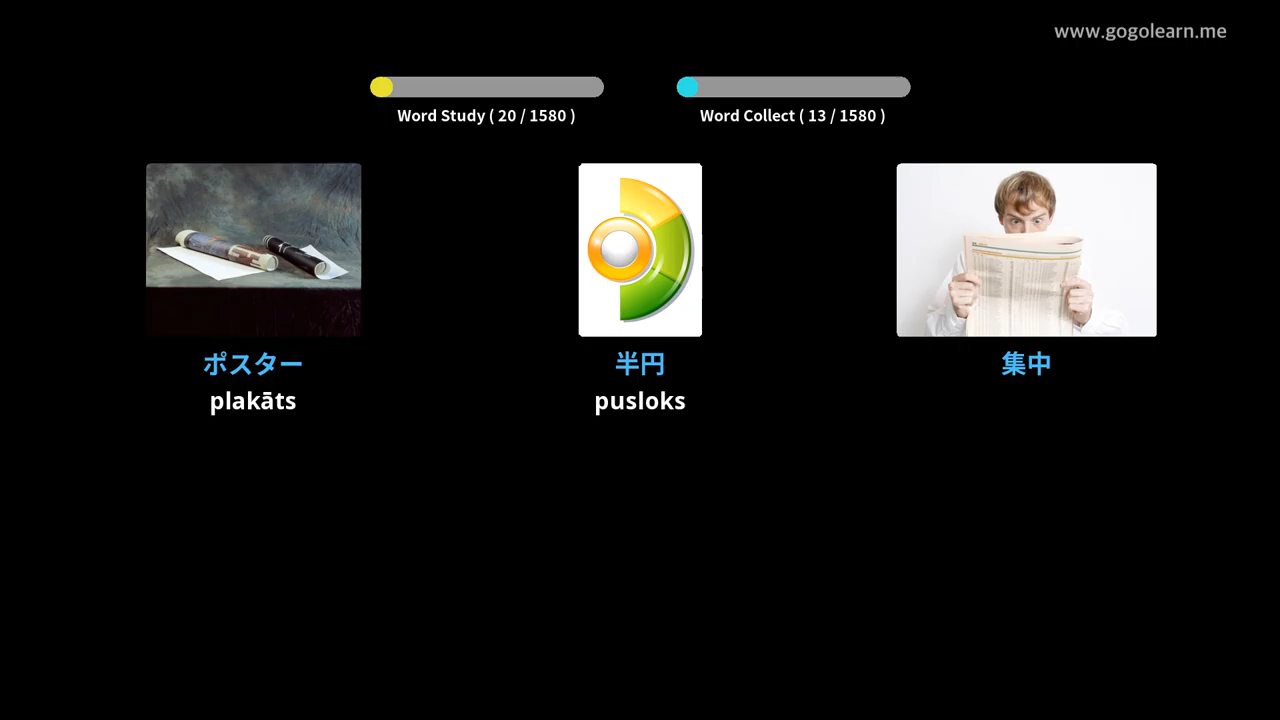 www.gogolearn.me
Word Study ( 20 / 1580 )
Word Collect ( 13 / 1580 )
ポスター
plakāts
半円
pusloks
集中